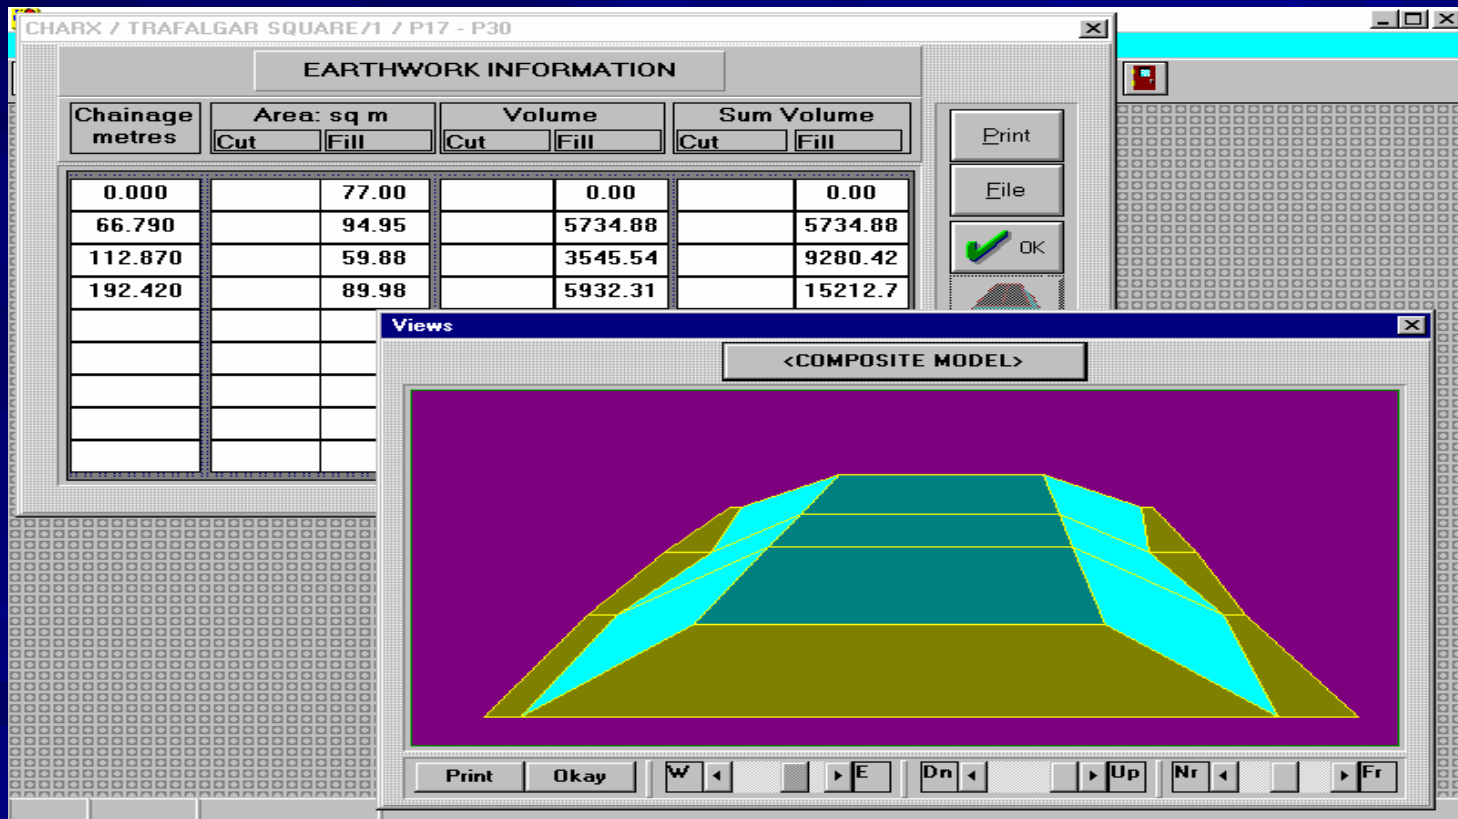 CHARX / TRAFALGAR SQUARE/1 / P17 - P30
EARTHWORK INFORMATION
Chainage metres Area: sq m Volume Sum Volume
Cut Fill Cut Fill Cut Fill
0.000 77.00 0.00 0.00
66.790 94.95 5734.88 5734.88
112.870 59.88 3545.54 9280.42
192.420 89.98 5932.31 15212.7
Print
File
OK
Views
<COMPOSITE MODEL>
Print Okay W E Dn Up Nr Fr